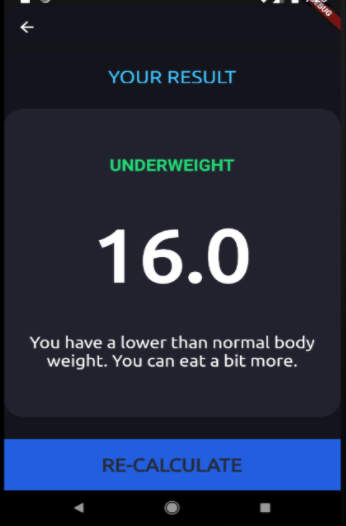 YOUR RESULT
UNDERWEIGHT
16.0
You have a lower than normal body
weight. You can eat a bit more.
RE-CALCULATE